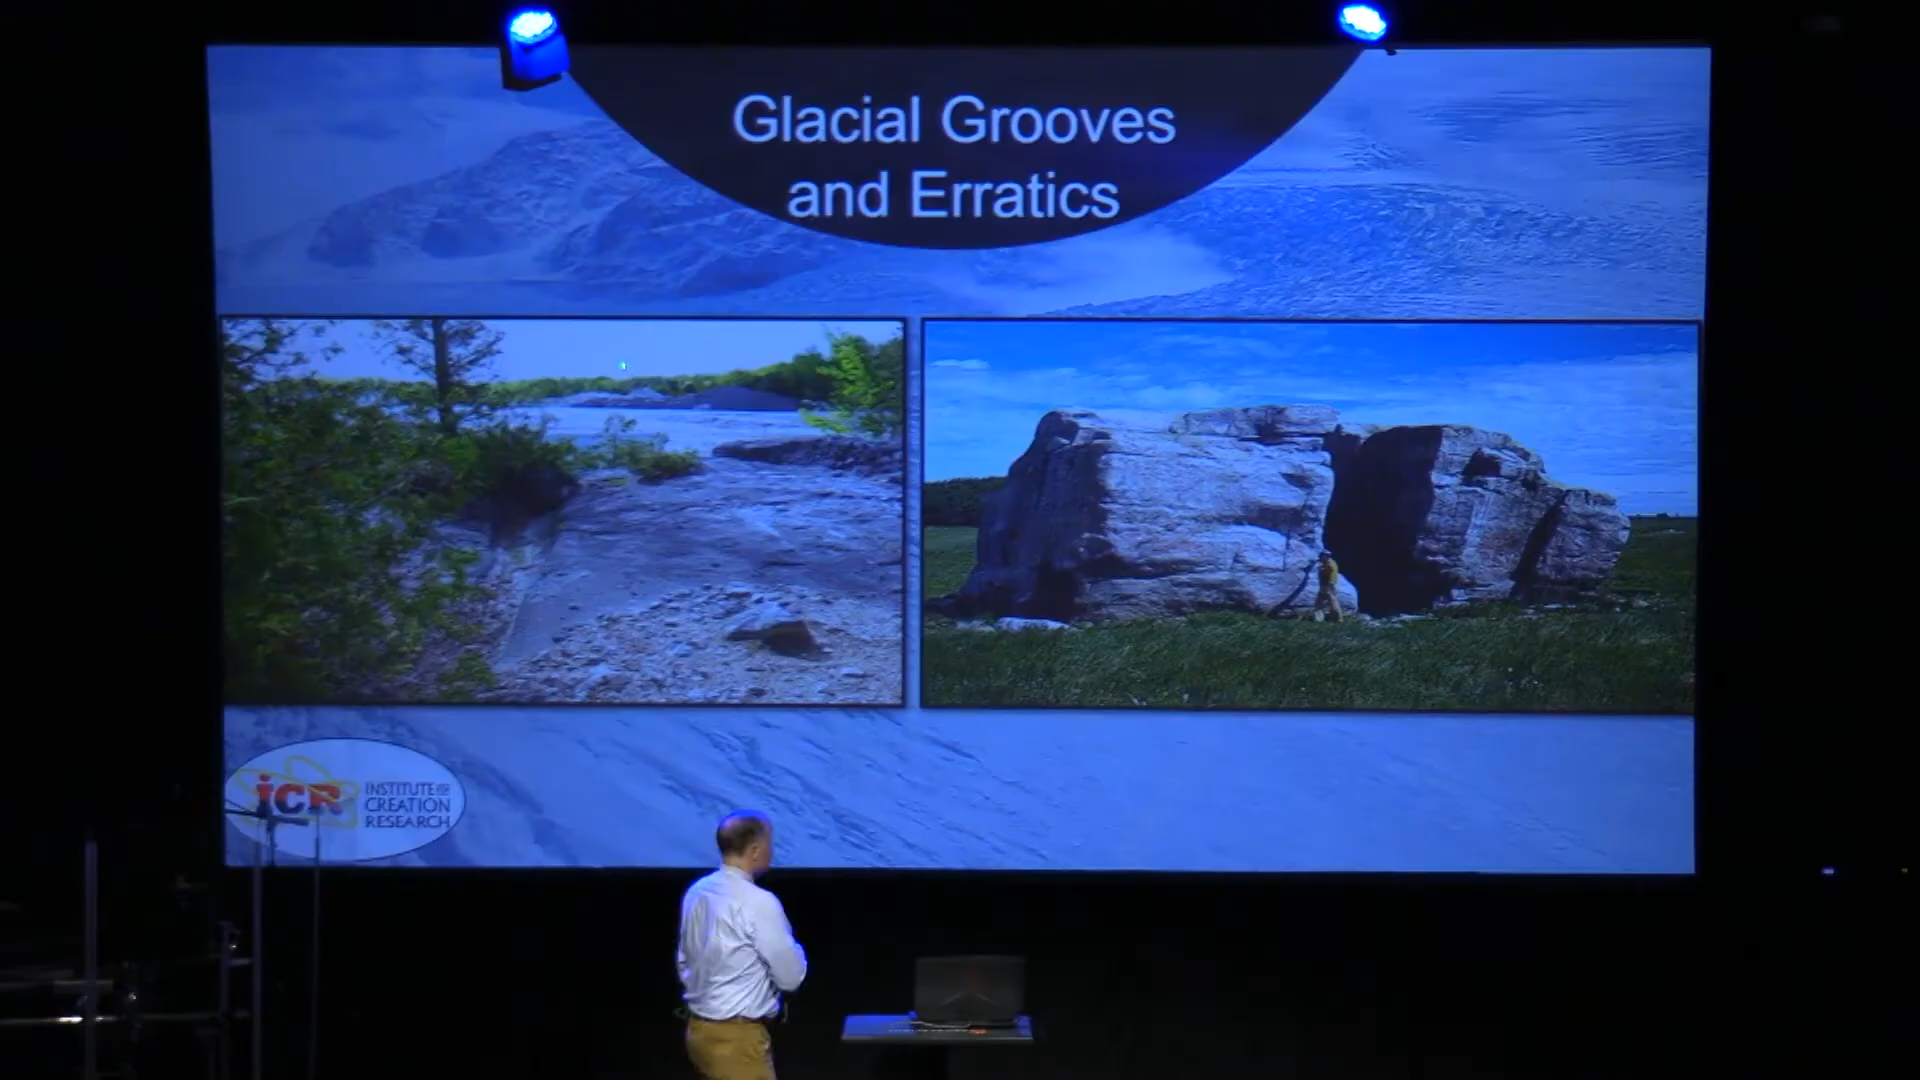 Glacial Grooves
and Erratics
iCR
INSTITUTE for
CREATION
RESEARCH